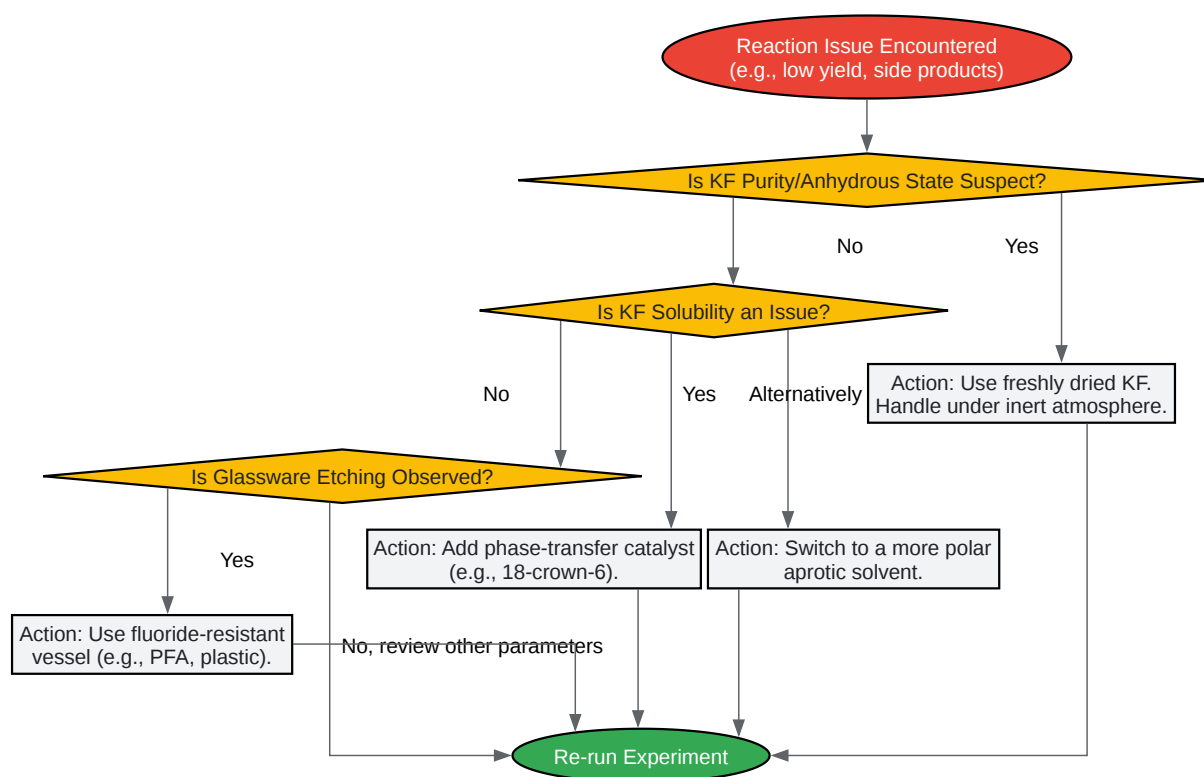 Reaction Issue Encountered
(e.g., low yield, side products)
Is KF Purity/Anhydrous State Suspect?
No
Yes
Is KF Solubility an Issue?
No
Yes
Alternatively
Action: Use freshly dried KF.
Handle under inert atmosphere.
Is Glassware Etching Observed?
Yes
Action: Add phase-transfer catalyst
(e.g., 18-crown-6).
Action: Switch to a more polar
aprotic solvent.
Action: Use fluoride-resistant
vessel (e.g., PFA, plastic).
No, review other parameters
Re-run Experiment